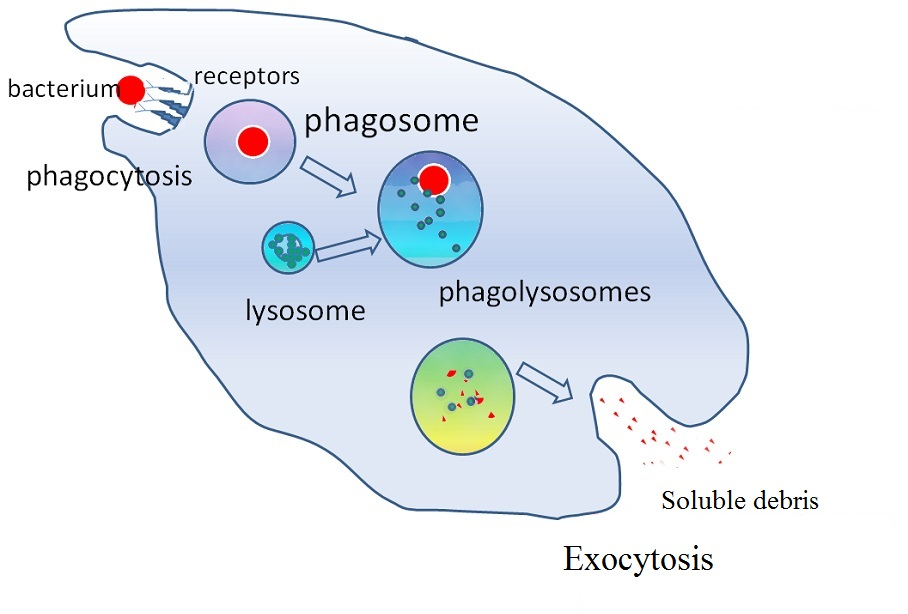 bacterium
receptors
phagosome
phagocytosis
lysosome
phagolysosomes
Soluble debris
Exocytosis